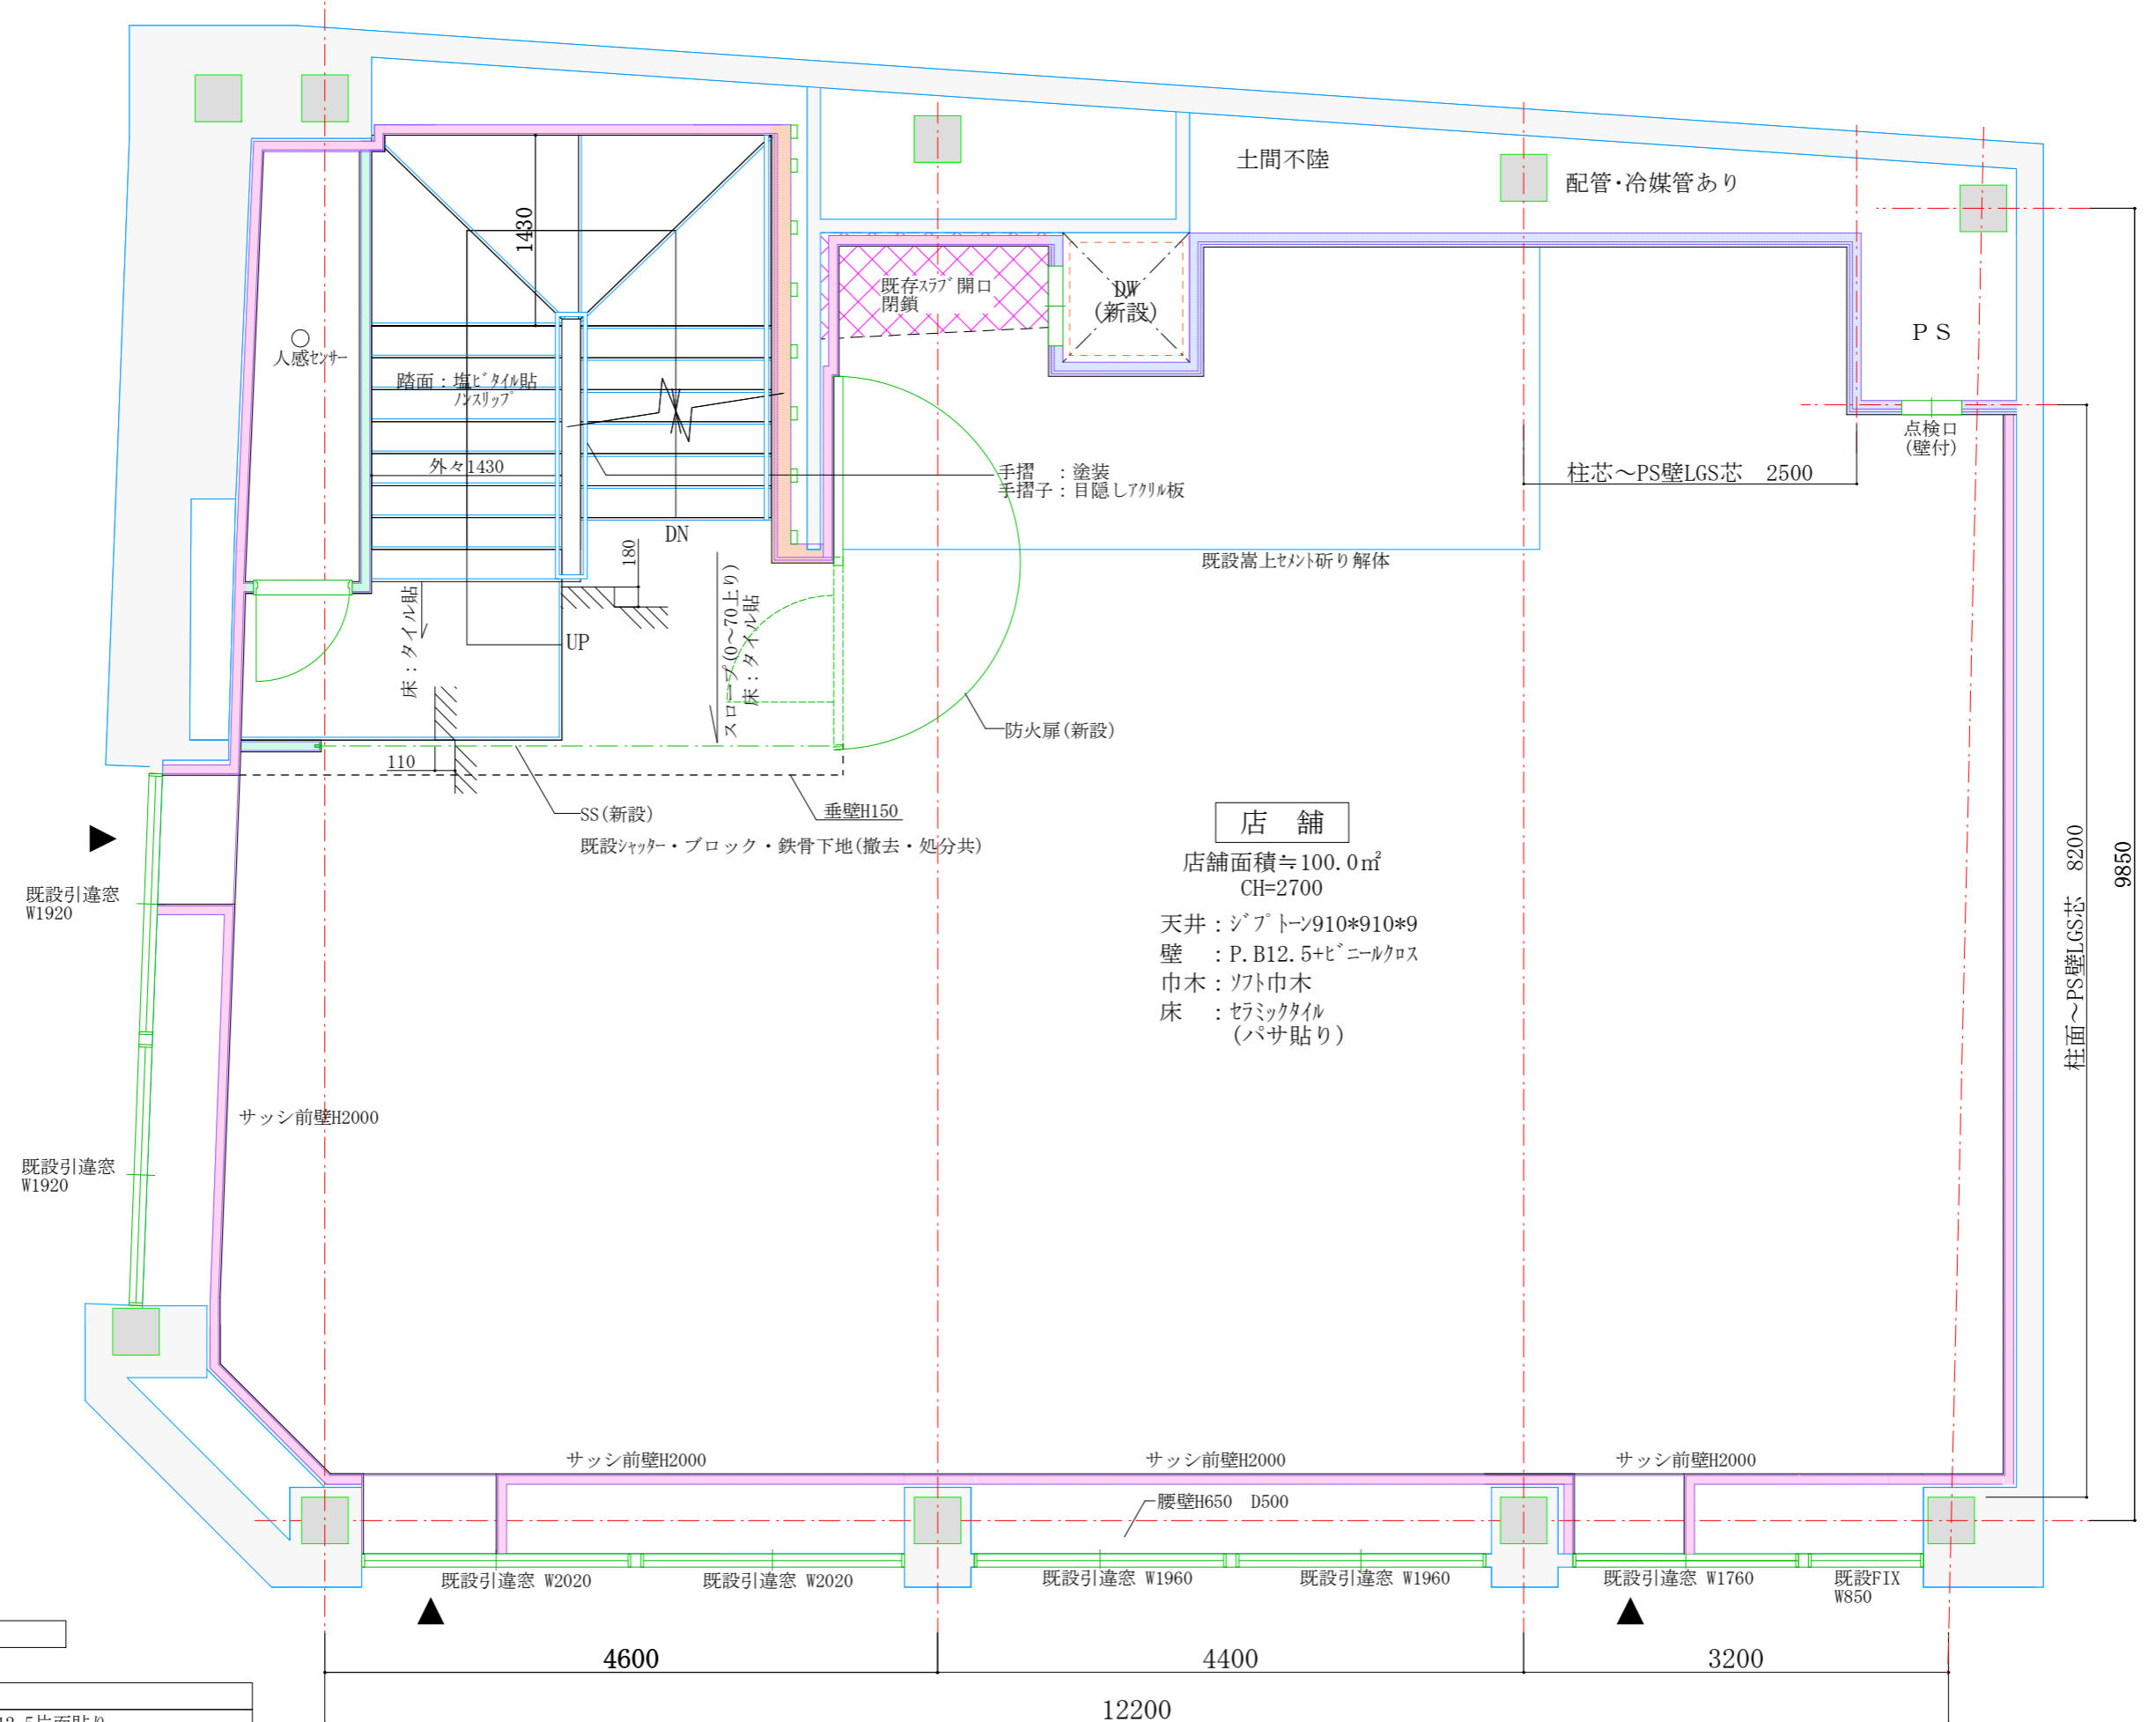 土間不陸
配管・冷媒管あり
1430
既存ｽﾗﾌﾞ開口
閉鎖
DW
(新設)
ＰＳ
人感ｾﾝｻｰ
踏面：塩ﾋﾞﾀｲﾙ貼
ﾉﾝｽﾘｯﾌﾟ
外々1430
手摺　：塗装
手摺子：目隠しｱｸﾘﾙ板
柱芯～PS壁LGS芯　2500
点検口
(壁付)
DN
180
既設嵩上ｾﾒﾝﾄ斫り解体
床：タイル貼
UP
スロープ(0～70上り)
床：タイル貼
防火扉(新設)
110
SS(新設)
垂壁H150
既設ｼｬｯﾀｰ・ブロック・鉄骨下地(撤去・処分共)
店　舗
店舗面積≒100.0㎡
CH=2700
天井：ｼﾞﾌﾟﾄｰﾝ910*910*9
壁　：P.B12.5+ﾋﾞﾆｰﾙｸﾛｽ
巾木：ｿﾌﾄ巾木
床　：ｾﾗﾐｯｸﾀｲﾙ
(パサ貼り)
柱面～PS壁LGS芯　8200
9850
既設引違窓
W1920
サッシ前壁H2000
既設引違窓
W1920
サッシ前壁H2000
サッシ前壁H2000
サッシ前壁H2000
腰壁H650　D500
既設引違窓 W2020
既設引違窓 W2020
既設引違窓 W1960
既設引違窓 W1960
既設引違窓 W1760
既設FIX
W850
4600
4400
3200
12200